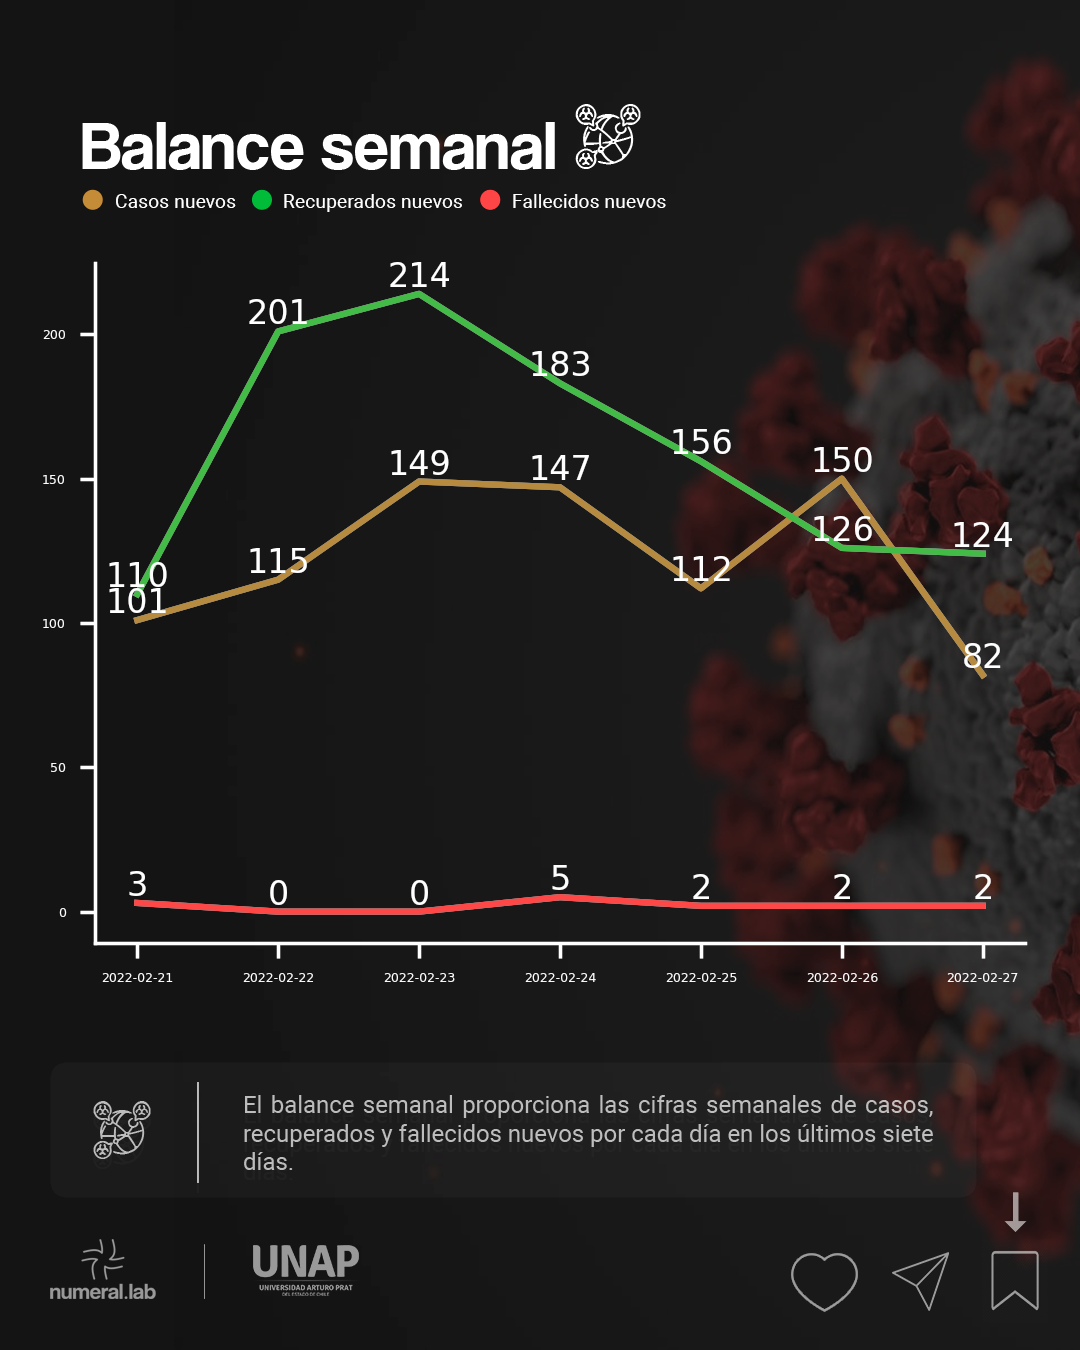 Balance semanal
Casos nuevos Recuperados nuevos Fallecidos nuevos
214
201
200
183
156
150
149
147
150
126
124
115
112
110
101
100
82
50
5
3
0
0
2
2
2
0
2022-02-21 2022-02-22 2022-02-23 2022-02-24 2022-02-25 2022-02-26 2022-02-27
El balance semanal proporciona las cifras semanales de casos,
recuperados y fallecidos nuevos por cada día en los últimos siete
días.
numeral.lab
UNAP
UNIVERSIDAD ARTURO PRAT
DEL ESTADO DE CHILE